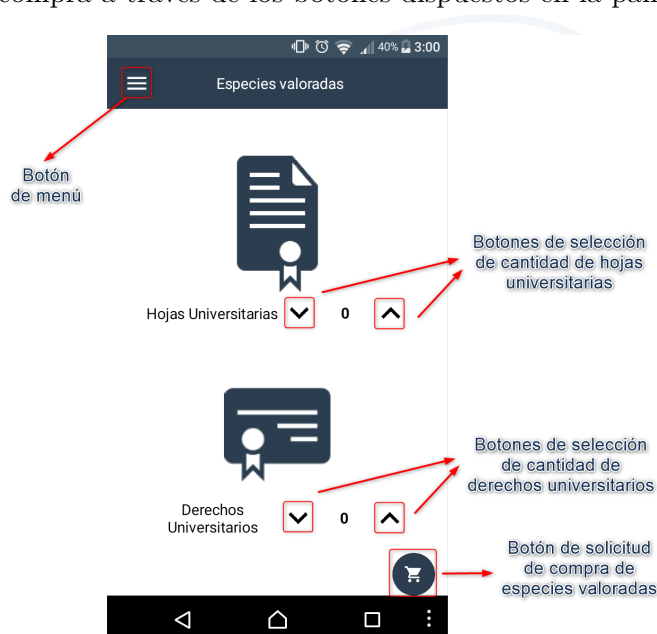 compra a través de los botones dispuestos en la pan
40% 3:00
Especies valoradas
Botón
de menú
Botones de selección
de cantidad de hojas
universitarias
Hojas Universitarias 0
Botones de selección
de cantidad de
derechos universitarios
Derechos
Universitarios
0
Botón de solicitud
de compra de
especies valoradas